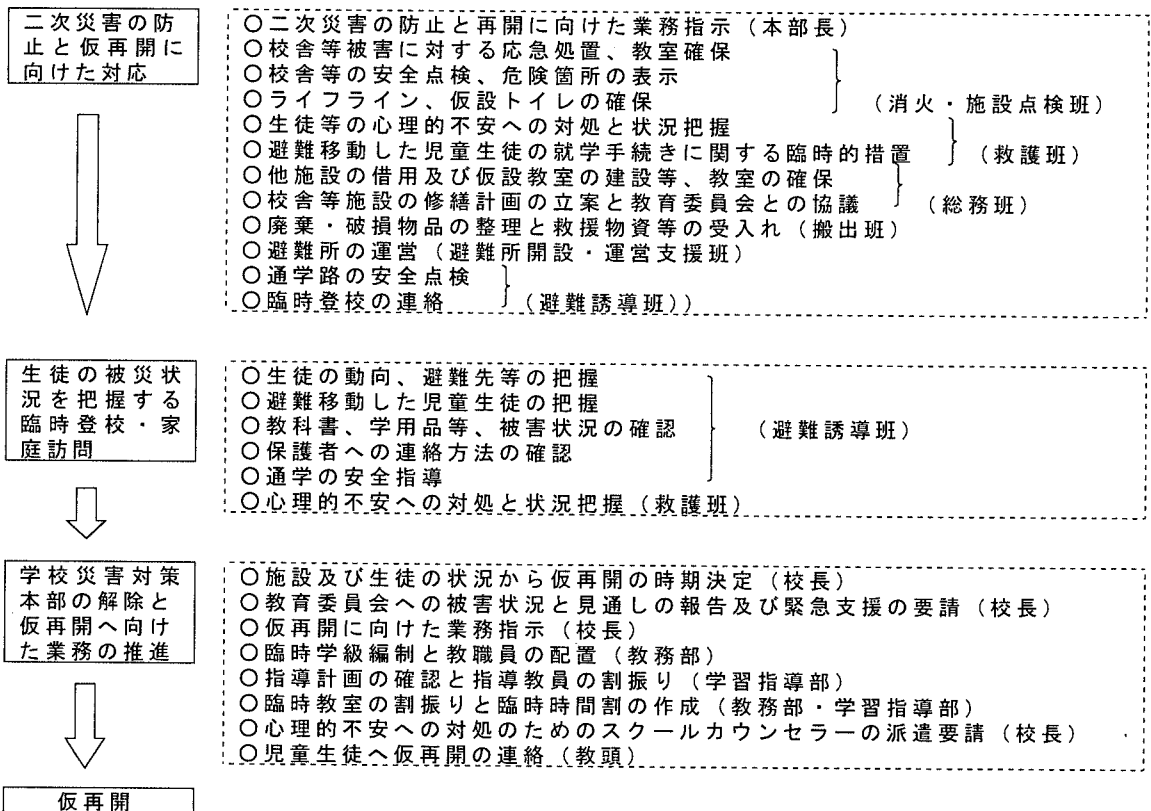 二次災害の防
止と仮再開に
向けた対応
〇二次災害の防止と再開に向けた業務指示（本部長）
〇校舎等被害に対する応急処置、教室確保
〇校舎等の安全点検、危険箇所の表示
〇ライフライン、仮設トイレの確保
（消火・施設点検班）
〇生徒等の心理的不安への対処と状況把握
〇避難移動した児童生徒の就学手続きに関する臨時的措置
（救護班）
〇他施設の借用及び仮設教室の建設等、教室の確保
〇校舎等施設の修繕計画の立案と教育委員会との協議
（総務班）
〇廃棄・破損物品の整理と救援物資等の受入れ（搬出班）
〇避難所の運営（避難所開設・運営支援班）
〇通学路の安全点検
〇臨時登校の連絡
（避難誘導班））
生徒の被災状
況を把握する
臨時登校・家
庭訪問
〇生徒の動向、避難先等の把握
〇避難移動した児童生徒の把握
〇教科書、学用品等、被害状況の確認
（避難誘導班）
〇保護者への連絡方法の確認
〇通学の安全指導
〇心理的不安への対処と状況把握（救護班）
学校災害対策
本部の解除と
仮再開へ向け
た業務の推進
〇施設及び生徒の状況から仮再開の時期決定（校長）
〇教育委員会への被害状況と見通しの報告及び緊急支援の要請（校長）
〇仮再開に向けた業務指示（校長）
〇臨時学級編制と教職員の配置（教務部）
〇指導計画の確認と指導教員の割振り（学習指導部）
〇臨時教室の割振りと臨時時間割の作成（教務部・学習指導部）
〇心理的不安への対処のためのスクールカウンセラーの派遣要請（校長）
〇児童生徒へ仮再開の連絡（教頭）
仮再開